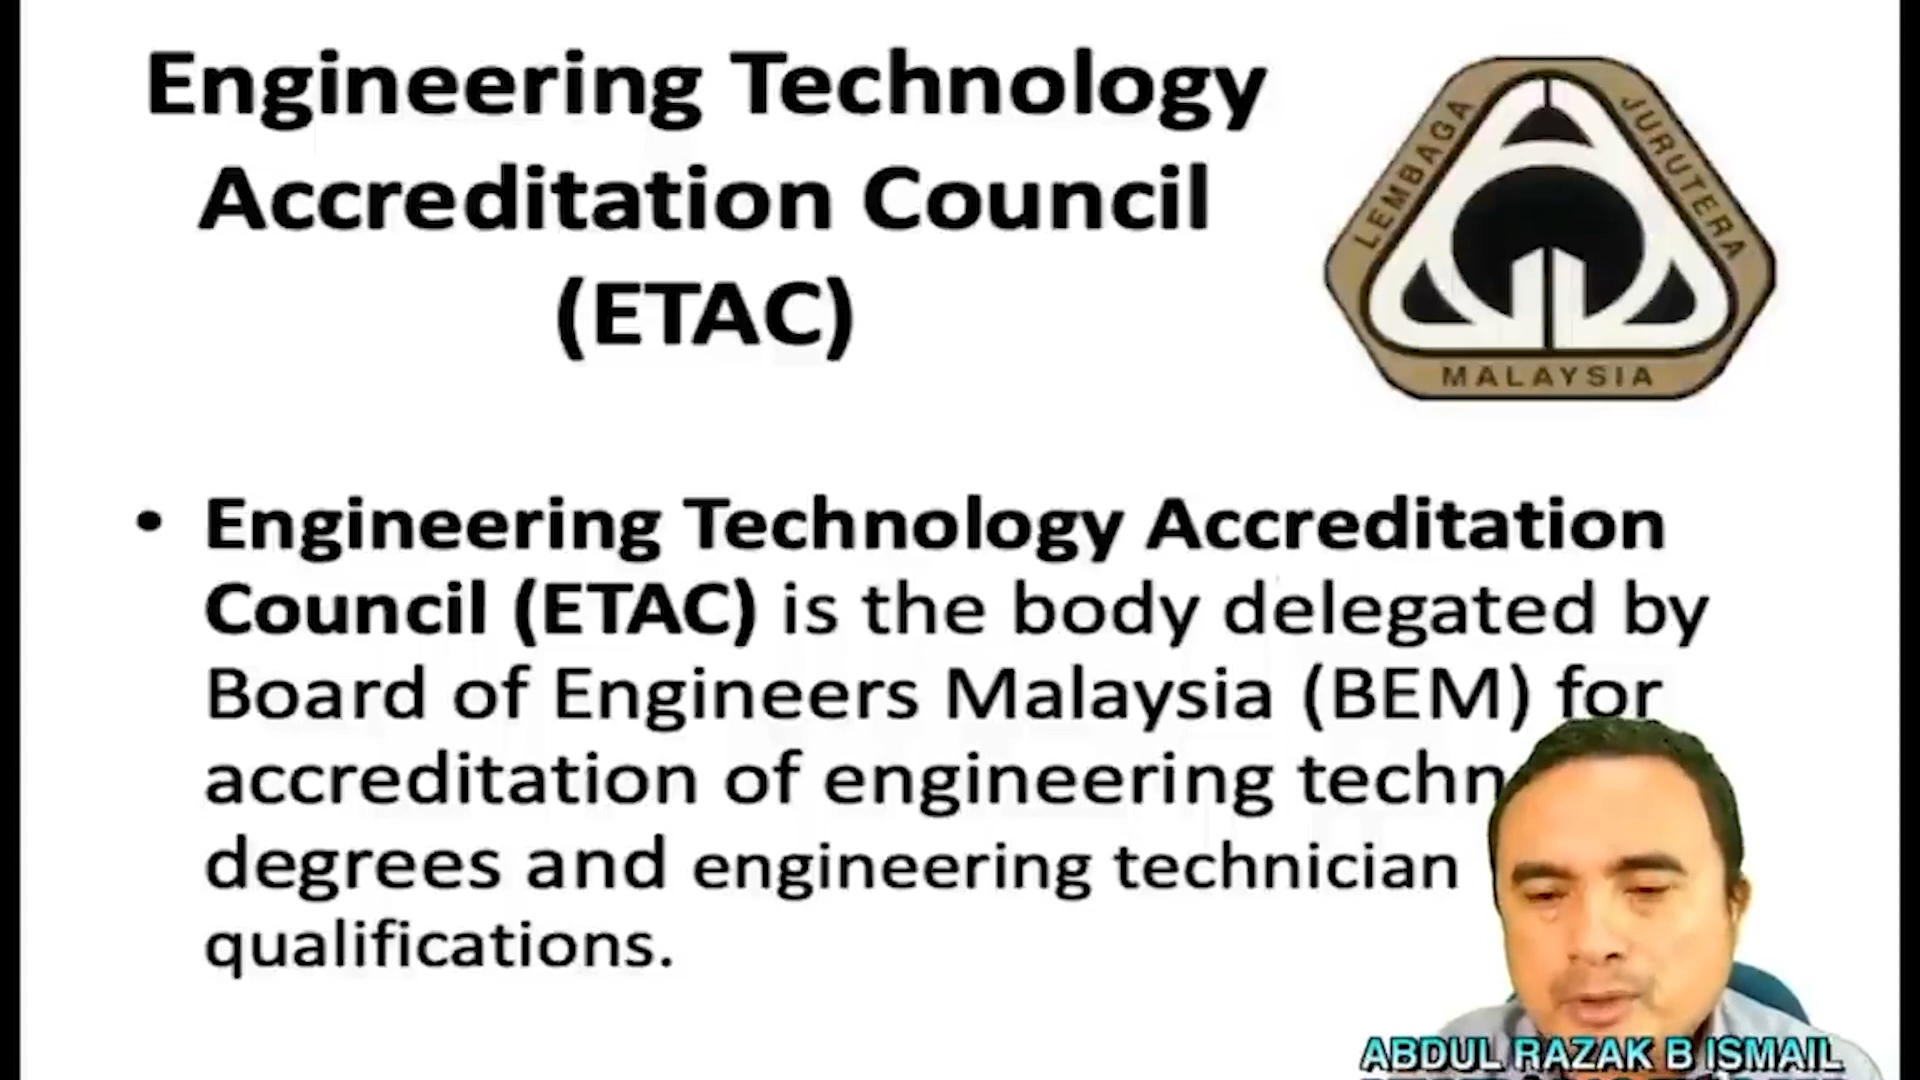 Engineering Technology
Accreditation Council
(ETAC)
LEMBAGA JURUTERA
MALAYSIA
• Engineering Technology Accreditation
Council (ETAC) is the body delegated by
Board of Engineers Malaysia (BEM) for
accreditation of engineering techn
degrees and engineering technician
qualifications.
ABDUL RAZAK B ISMAIL